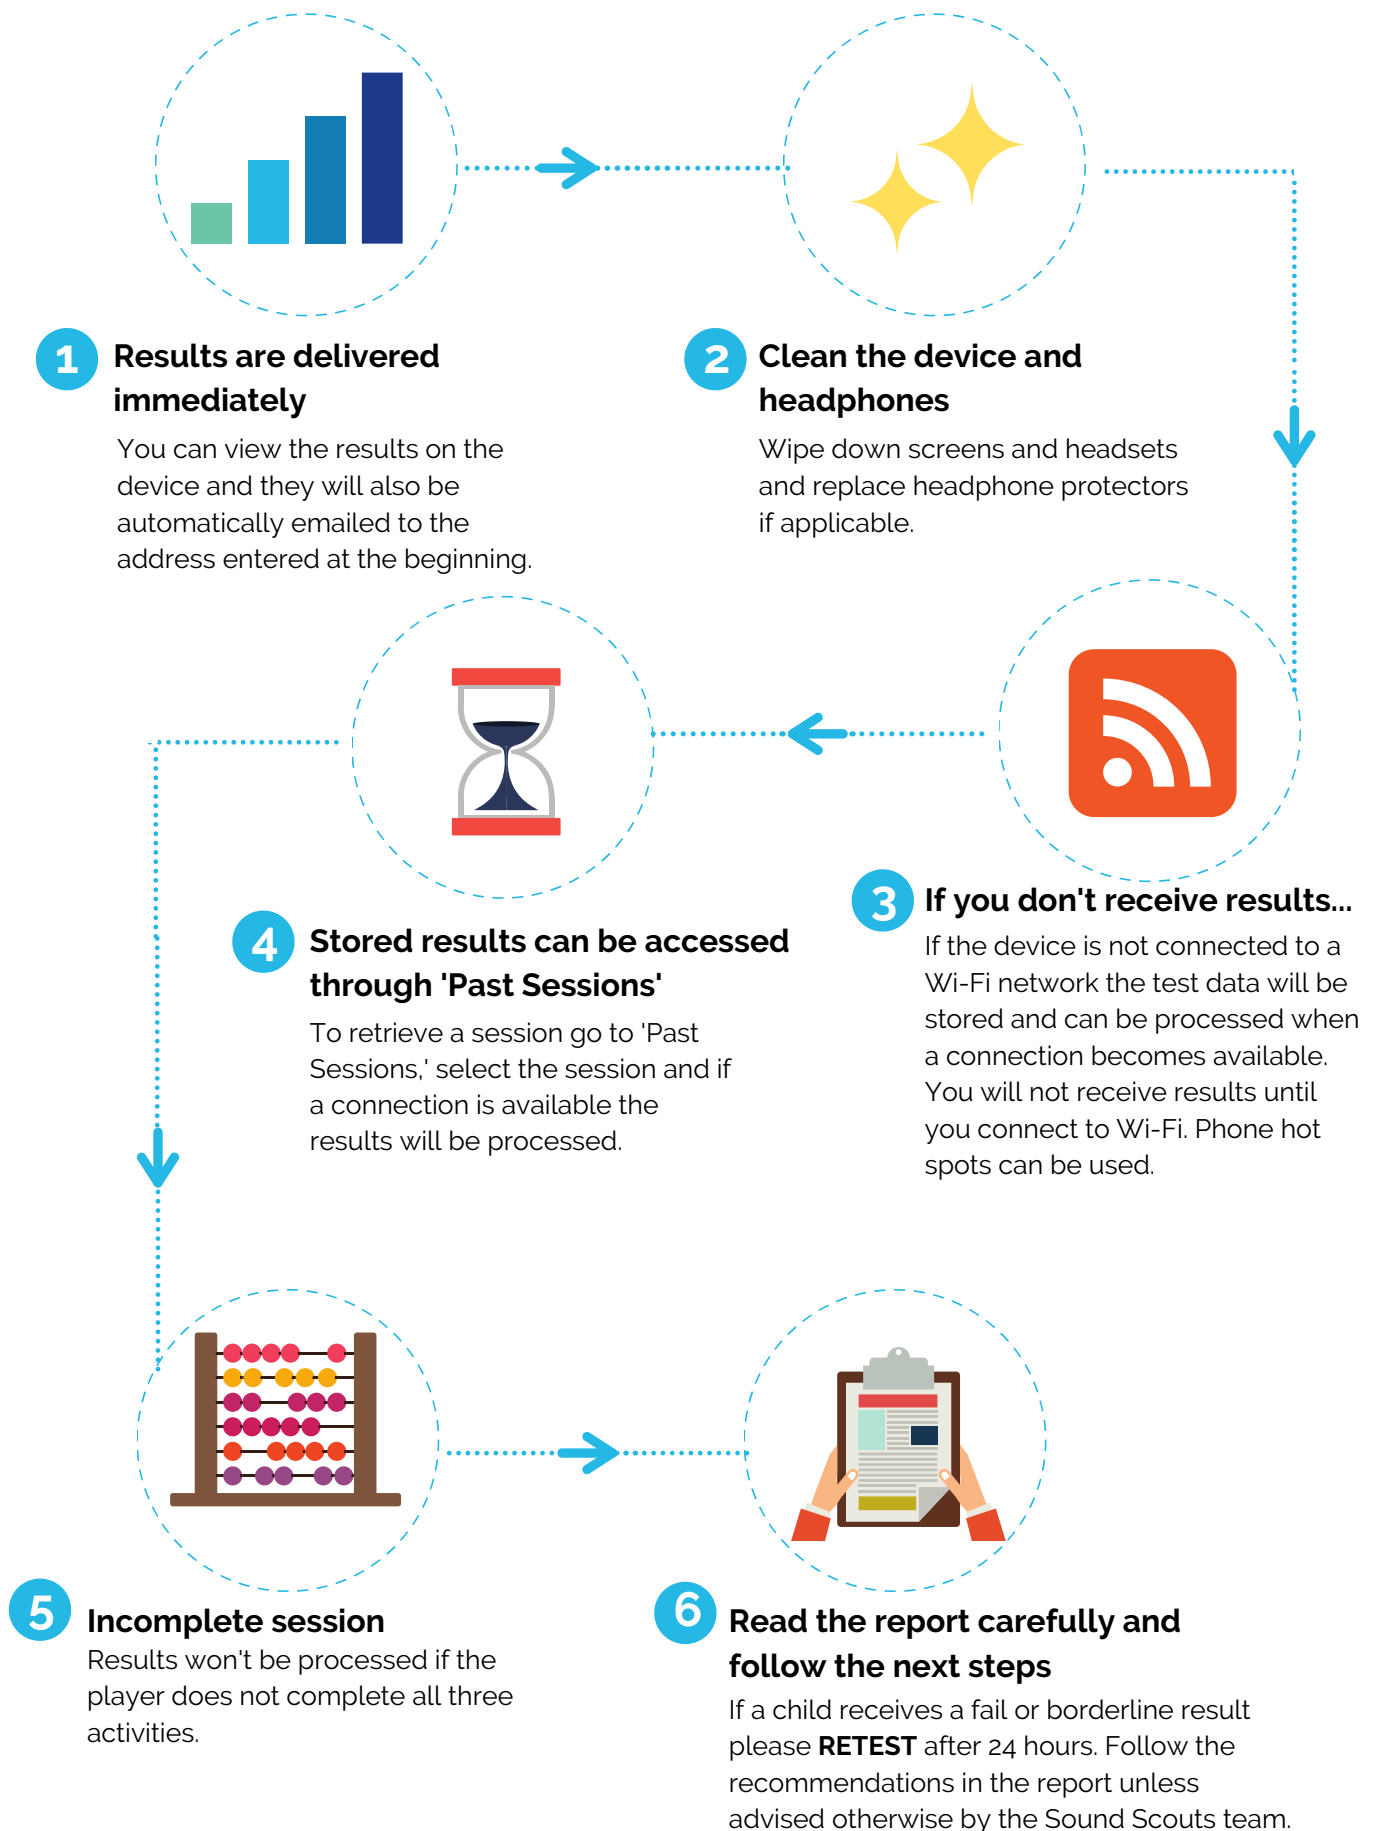 1 Results are delivered
immediately
You can view the results on the
device and they will also be
automatically emailed to the
address entered at the beginning.
2 Clean the device and
headphones
Wipe down screens and headsets
and replace headphone protectors
if applicable.
3 If you don't receive results...
If the device is not connected to a
Wi-Fi network the test data will be
stored and can be processed when
a connection becomes available.
You will not receive results until
you connect to Wi-Fi. Phone hot
spots can be used.
4 Stored results can be accessed
through 'Past Sessions'
To retrieve a session go to 'Past
Sessions,' select the session and if
a connection is available the
results will be processed.
5 Incomplete session
Results won't be processed if the
player does not complete all three
activities.
6 Read the report carefully and
follow the next steps
If a child receives a fail or borderline result
please RETEST after 24 hours. Follow the
recommendations in the report unless
advised otherwise by the Sound Scouts team.